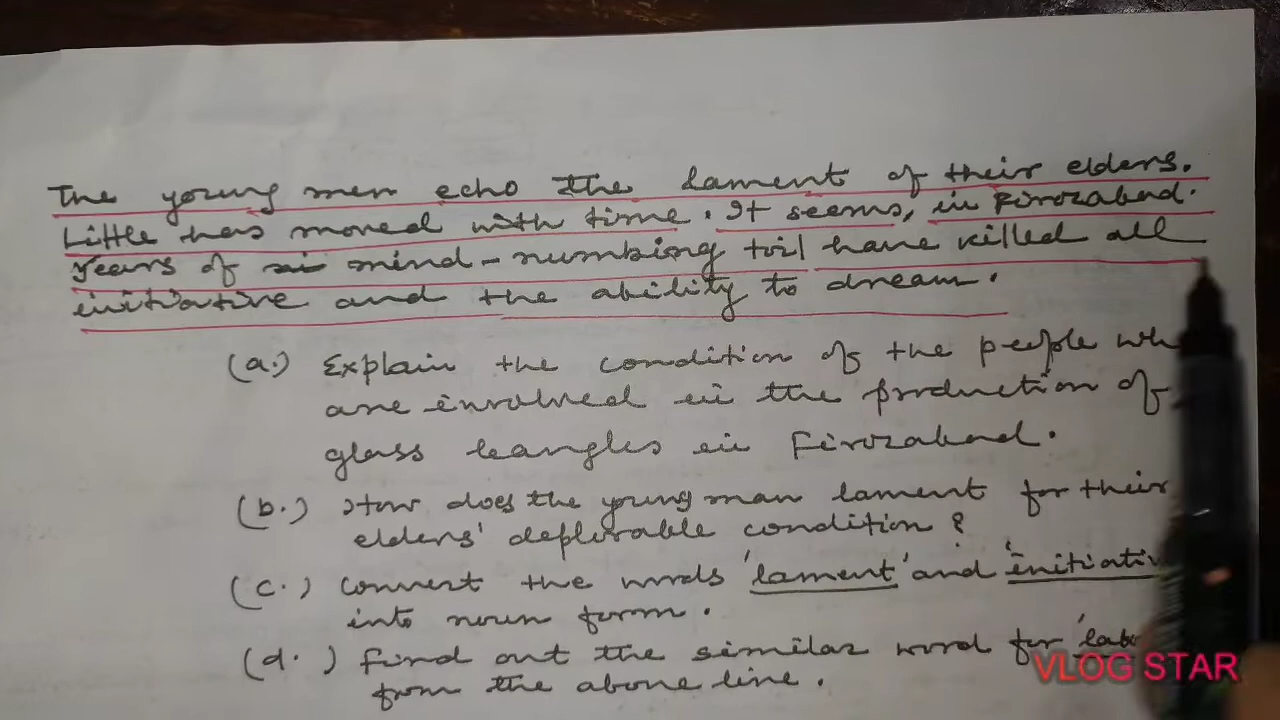 The young men echo the lament of their elders.
Little has moved with time. It seems, in Firozabad.
Years of mind-numbing toil have killed all
initiative and the ability to dream.
(a.) Explain the condition of the people wh
are involved in the production of
glass bangles in Firozabad.
(b.) How does the young man lament for their
elders' deplorable condition?
(c.) Convert the words 'lament' and 'initiativ
into noun form.
(d.) Find out the similar word for 'lab
from the above line.
VLOG STAR